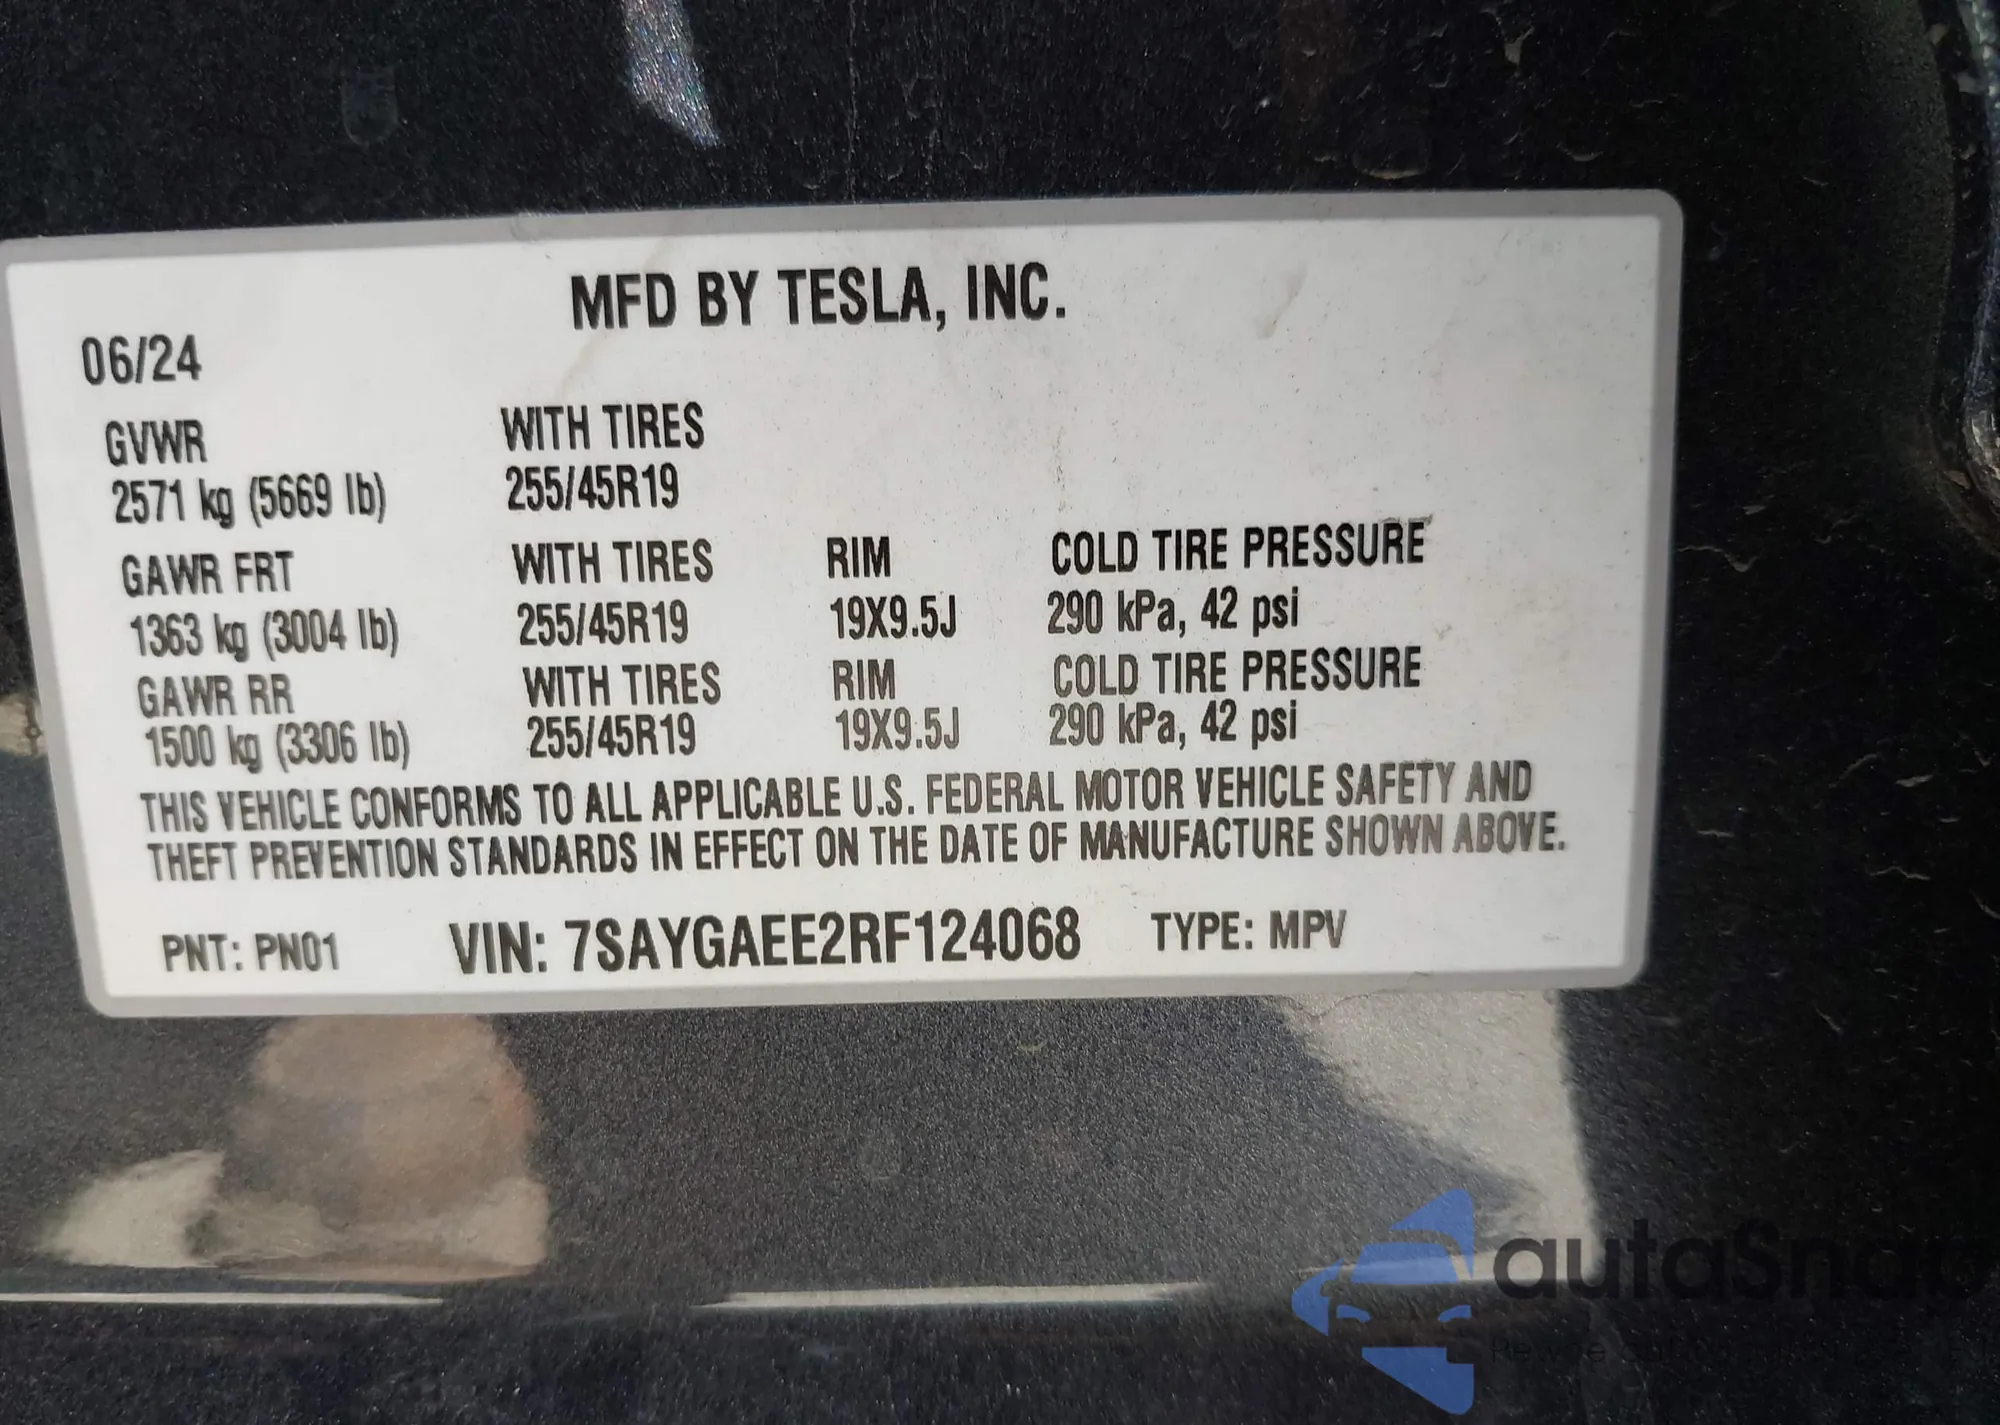 MFD BY TESLA, INC.
06/24
GVWR WITH TIRES
2571 kg (5669 lb) 255/45R19
GAWR FRT WITH TIRES RIM COLD TIRE PRESSURE
1363 kg (3004 lb) 255/45R19 19X9.5J 290 kPa, 42 psi
GAWR RR WITH TIRES RIM COLD TIRE PRESSURE
1500 kg (3306 lb) 255/45R19 19X9.5J 290 kPa, 42 psi
THIS VEHICLE CONFORMS TO ALL APPLICABLE U.S. FEDERAL MOTOR VEHICLE SAFETY AND
THEFT PREVENTION STANDARDS IN EFFECT ON THE DATE OF MANUFACTURE SHOWN ABOVE.
PNT: PN01 VIN: 7SAYGAEE2RF124068 TYPE: MPV
autaSnap